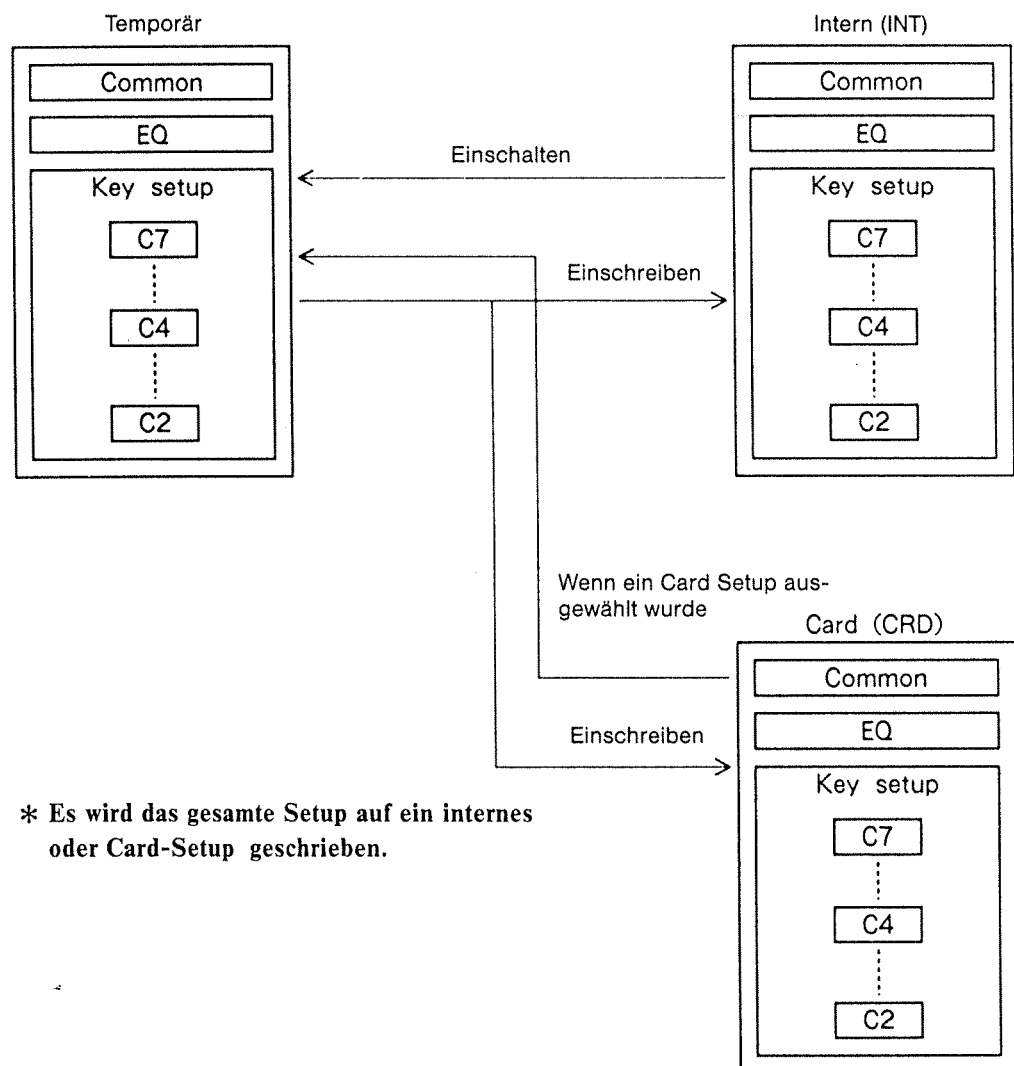 Temporär
Common
EQ
Key setup
C7
C4
C2
Intern (INT)
Common
EQ
Key setup
C7
C4
C2
Einschalten
Einschreiben
Wenn ein Card Setup aus-
gewählt wurde
Einschreiben
Card (CRD)
Common
EQ
Key setup
C7
C4
C2
* Es wird das gesamte Setup auf ein internes
oder Card-Setup geschrieben.